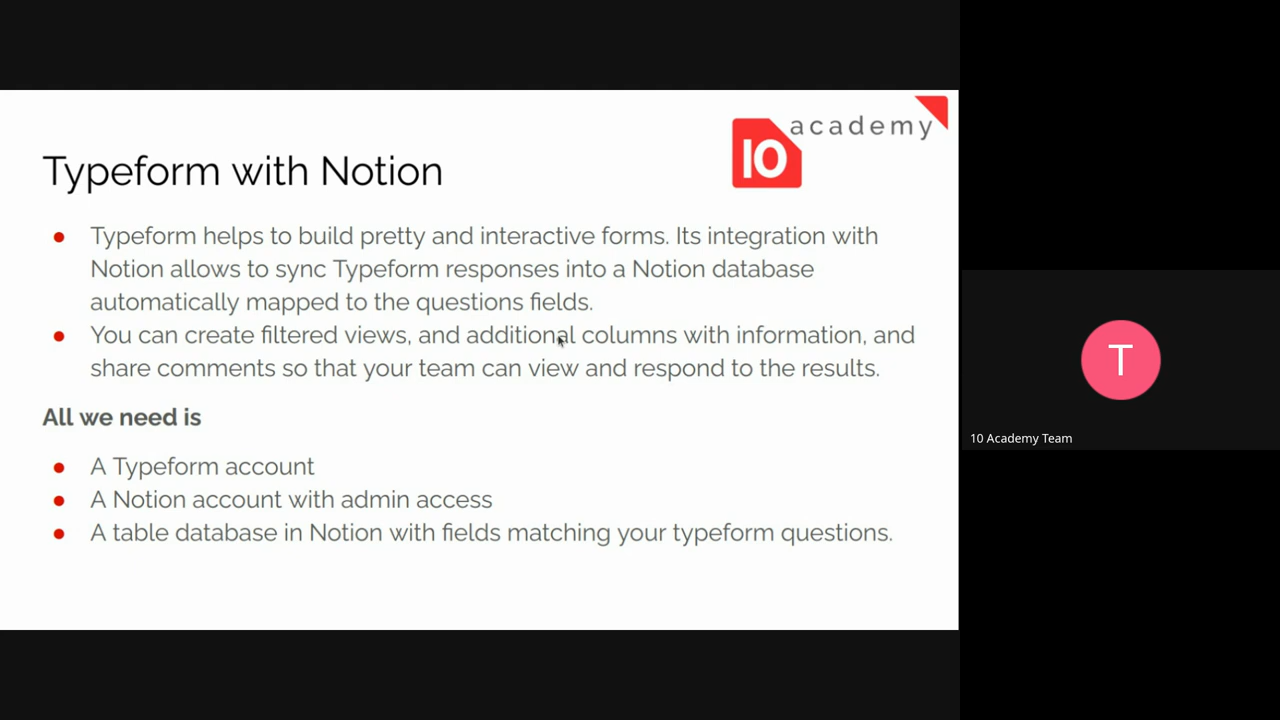 academy
10
Typeform with Notion
● Typeform helps to build pretty and interactive forms. Its integration with
Notion allows to sync Typeform responses into a Notion database
automatically mapped to the questions fields.
● You can create filtered views, and additional columns with information, and
share comments so that your team can view and respond to the results.
All we need is
● A Typeform account
● A Notion account with admin access
● A table database in Notion with fields matching your typeform questions.
T
10 Academy Team